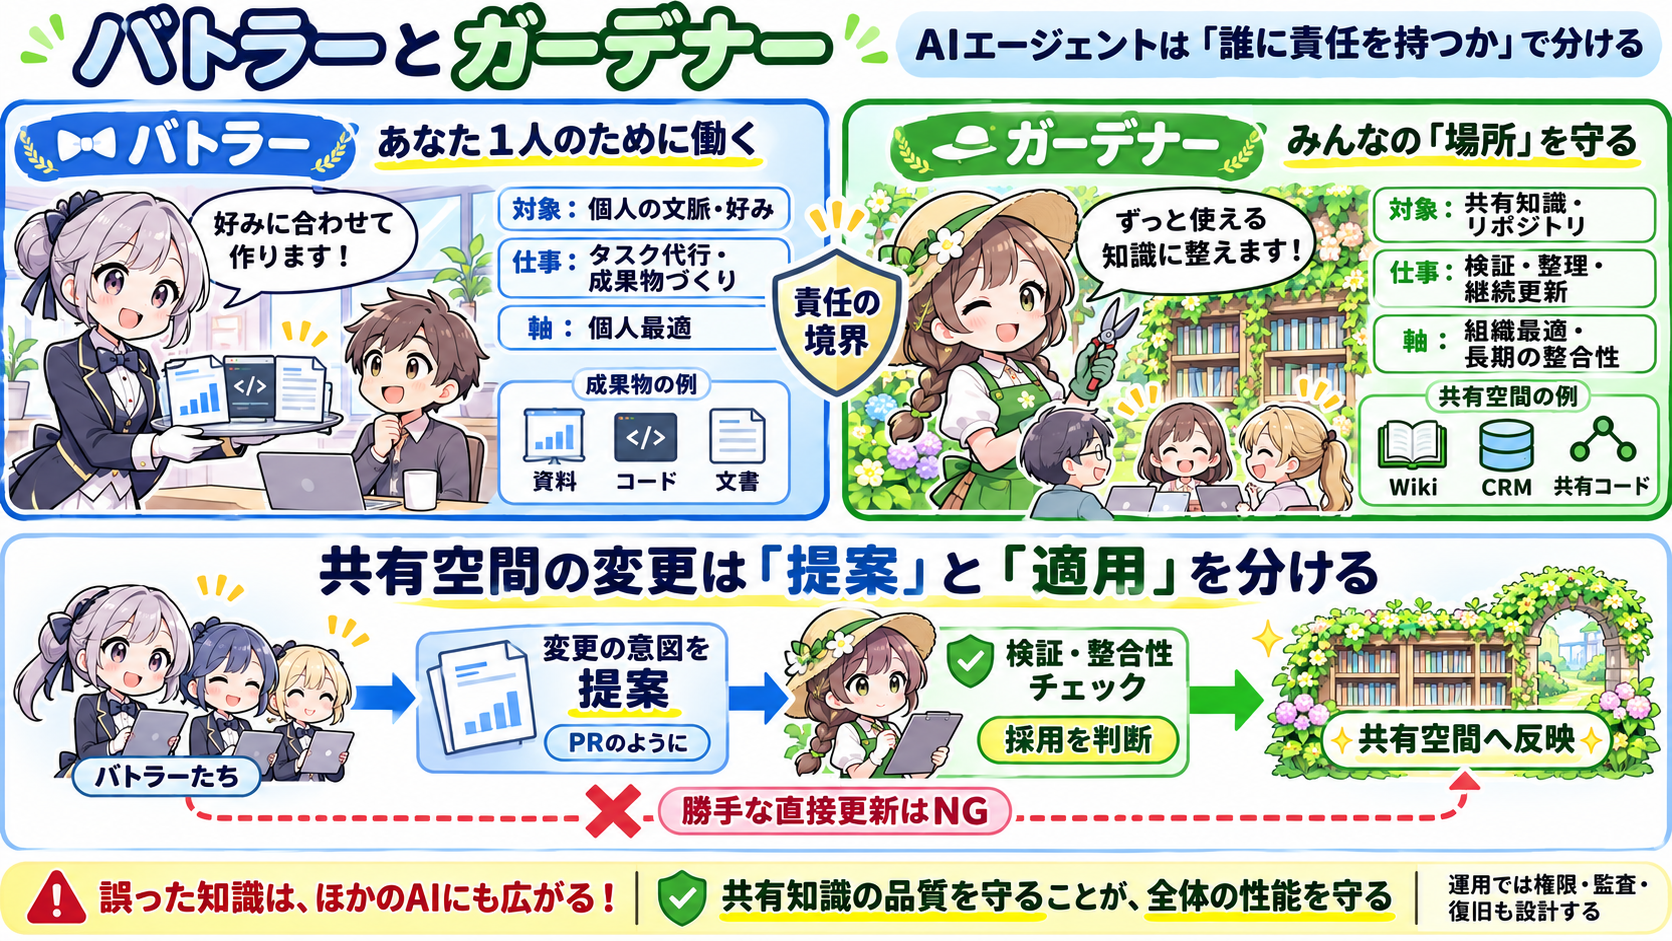 バトラーとガーデナー
AIエージェントは「誰に責任を持つか」で分ける
バトラー
あなた1人のために働く
好みに合わせて
作ります！
対象：個人の文脈・好み
仕事：タスク代行・
成果物づくり
軸：個人最適
成果物の例
</>
</>
資料
コード
文書
責任の
境界
ガーデナー
みんなの「場所」を守る
ずっと使える
知識に整えます！
対象：共有知識・
リポジトリ
仕事：検証・整理・
継続更新
軸：組織最適・
長期の整合性
共有空間の例
Wiki
CRM
共有コード
共有空間の変更は「提案」と「適用」を分ける
バトラーたち
変更の意図を
提案
PRのように
検証・整合性
チェック
採用を判断
共有空間へ反映
勝手な直接更新はNG
誤った知識は、ほかのAIにも広がる！
共有知識の品質を守ることが、全体の性能を守る
運用では権限・監査・
復旧も設計する